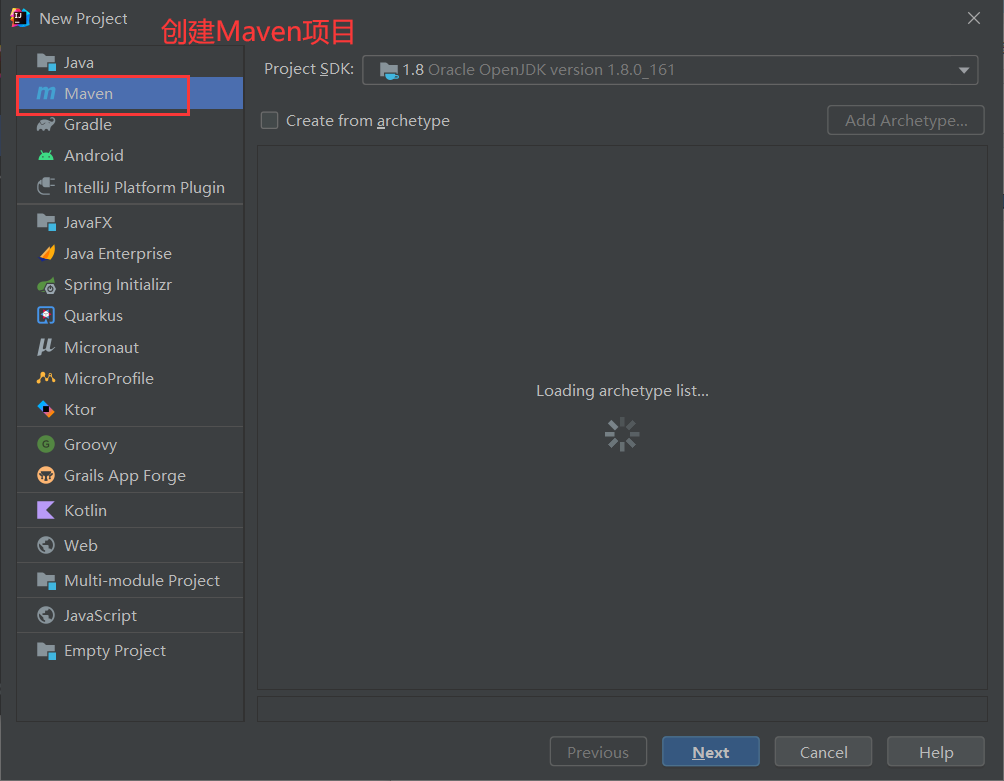 New Project
创建Maven项目
Java
Maven
Gradle
Android
IntelliJ Platform Plugin
JavaFX
Java Enterprise
Spring Initializr
Quarkus
Micronaut
MicroProfile
Ktor
Groovy
Grails App Forge
Kotlin
Web
Multi-module Project
JavaScript
Empty Project
Project SDK: 1.8 Oracle OpenJDK version 1.8.0_161
Create from archetype Add Archetype...
Loading archetype list...
Previous Next Cancel Help